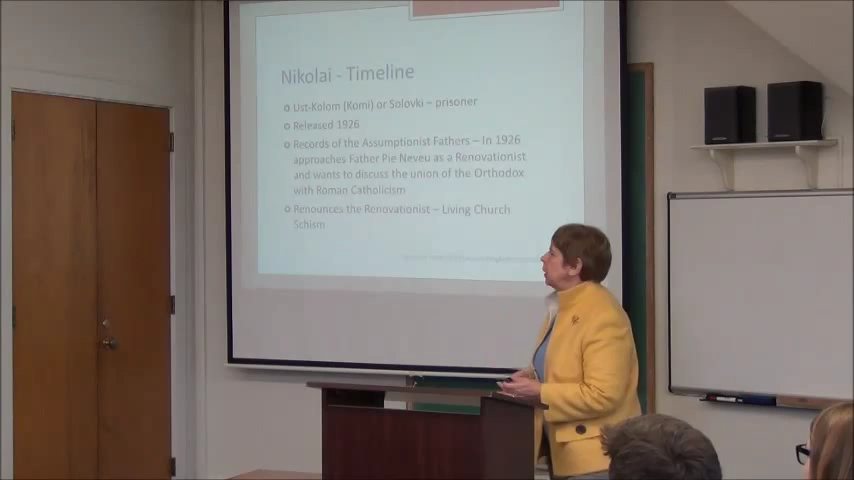 Nikolai - Timeline
Ust-Kolom (Komi) or Solovki – prisoner
Released 1926
Records of the Assumptionist Fathers – In 1926
approaches Father Pie Neveu as a Renovationist
and wants to discuss the union of the Orthodox
with Roman Catholicism
Renounces the Renovationist – Living Church
Schism